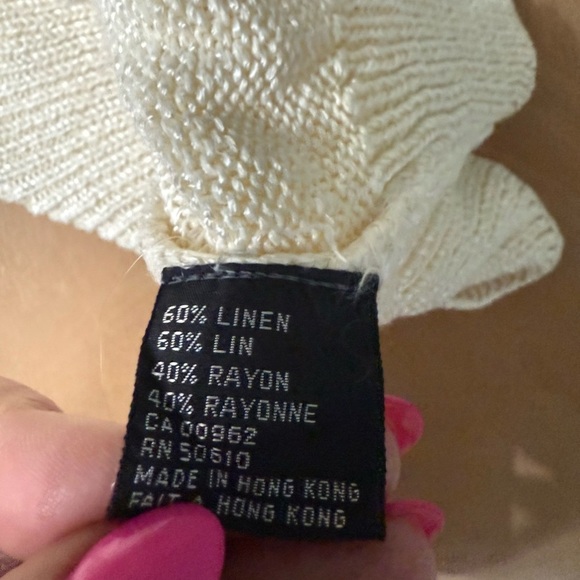 60% LINEN
60% LIN
40% RAYON
40% RAYONNE
CA 00962
RN 50610
MADE IN HONG KONG
FAIT A HONG KONG